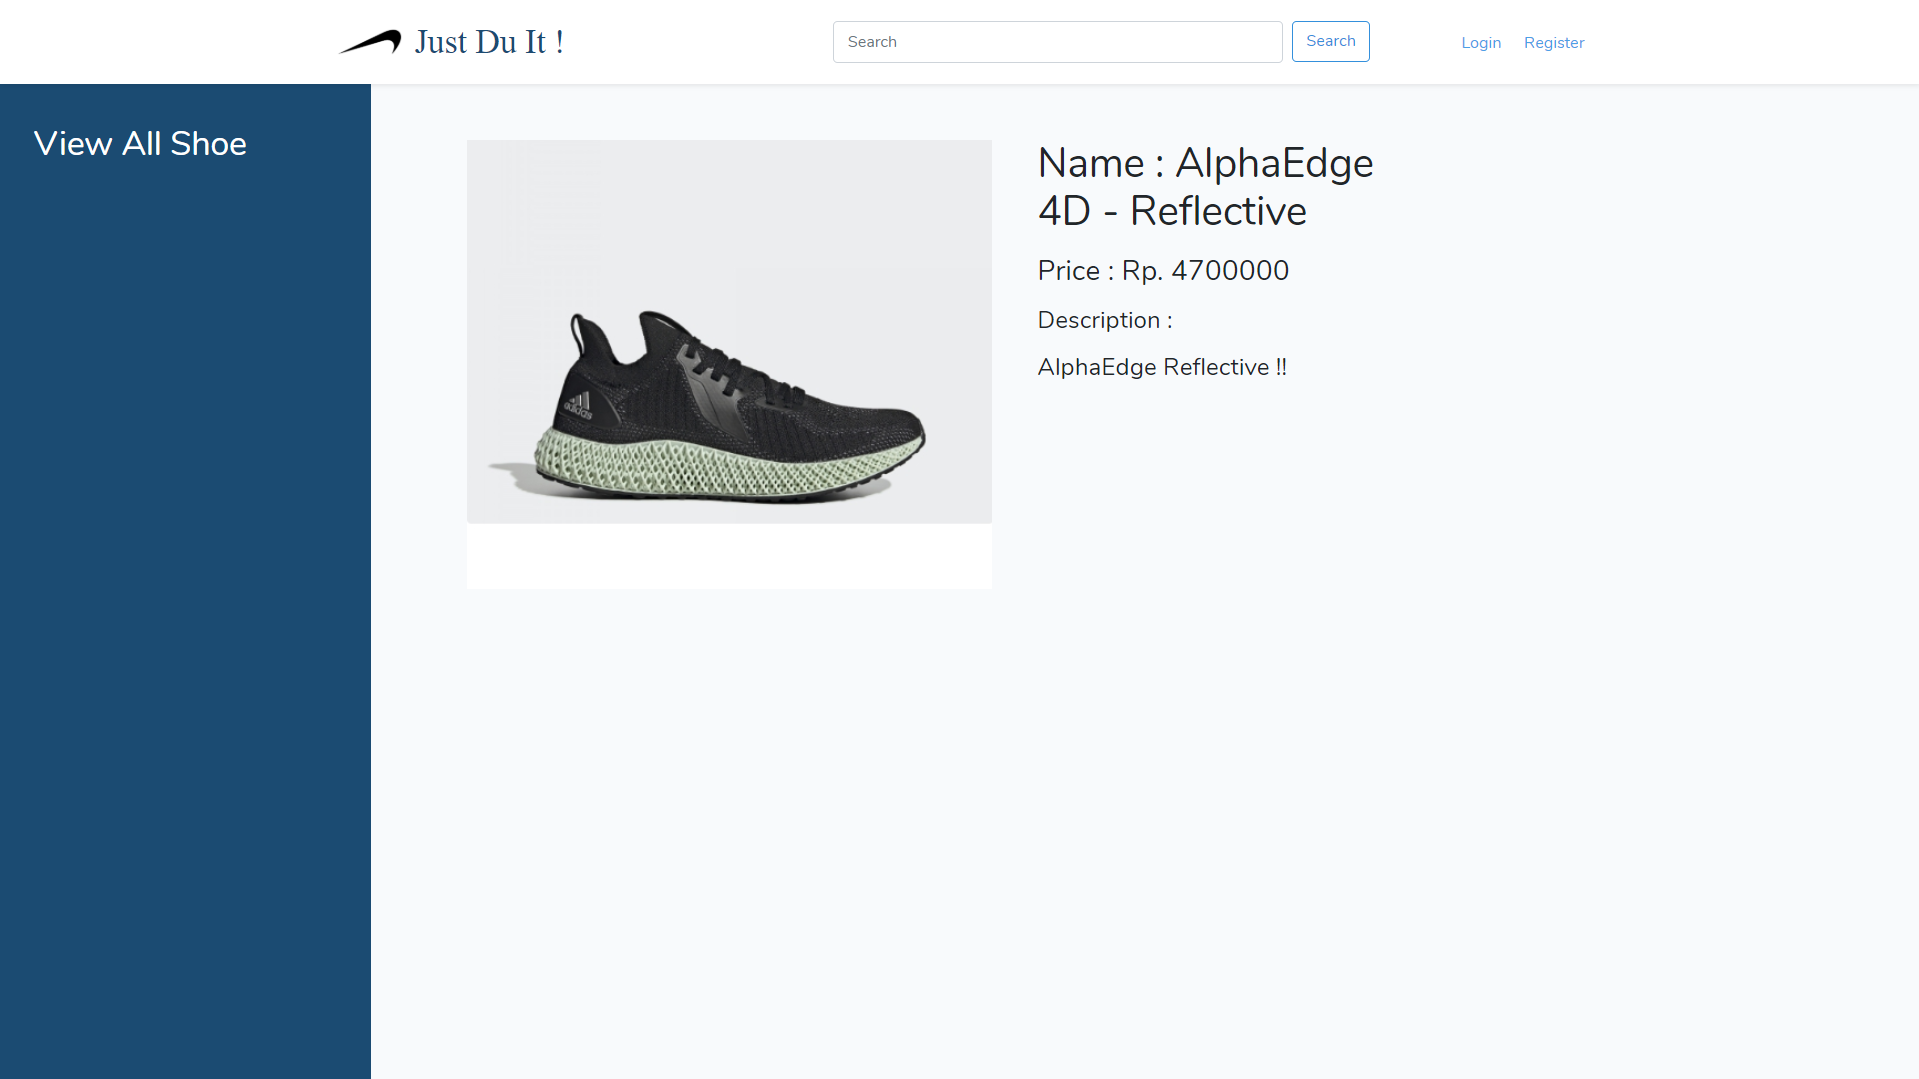 Just Du It !
Search
Search
Login
Register
View All Shoe
Name : AlphaEdge
4D - Reflective
Price : Rp. 4700000
Description :
AlphaEdge Reflective !!
adidas